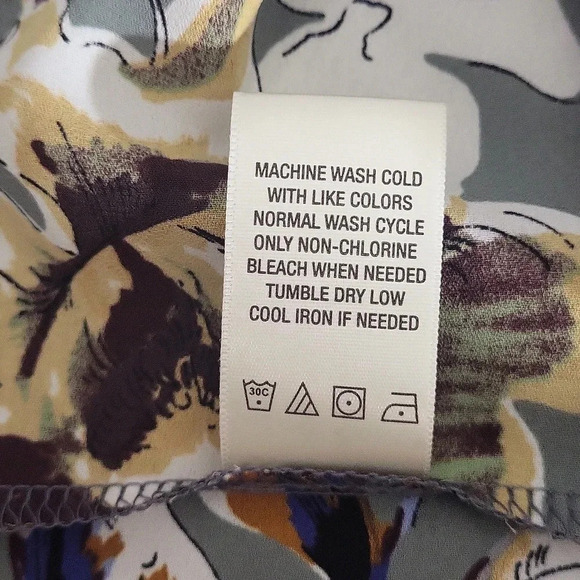 MACHINE WASH COLD
WITH LIKE COLORS
NORMAL WASH CYCLE
ONLY NON-CHLORINE
BLEACH WHEN NEEDED
TUMBLE DRY LOW
COOL IRON IF NEEDED
30C